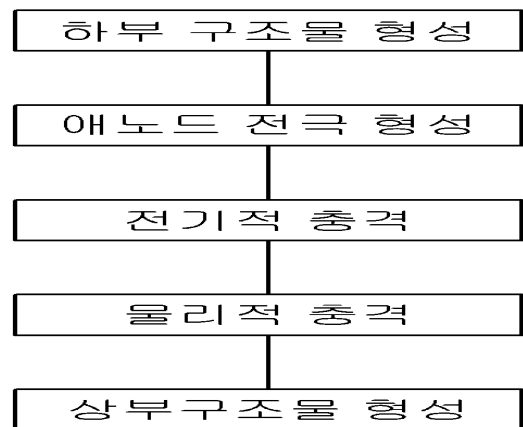 하부 구조물 형성
애노드 전극 형성
전기적 충격
물리적 충격
상부구조물 형성